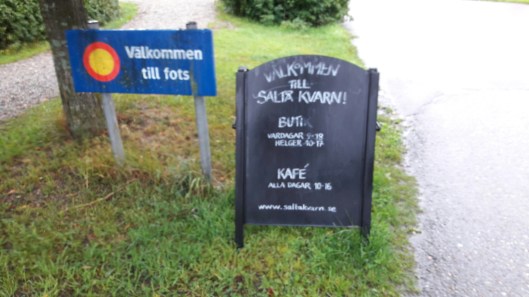 Välkommen
till fots
VÄLKOMMEN
TILL
SALTÅ KVARN!
BUTIK
VARDAGAR 9-19
HELGER 10-17
KAFÉ
ALLA DAGAR 10-16
www.saltakvarn.se